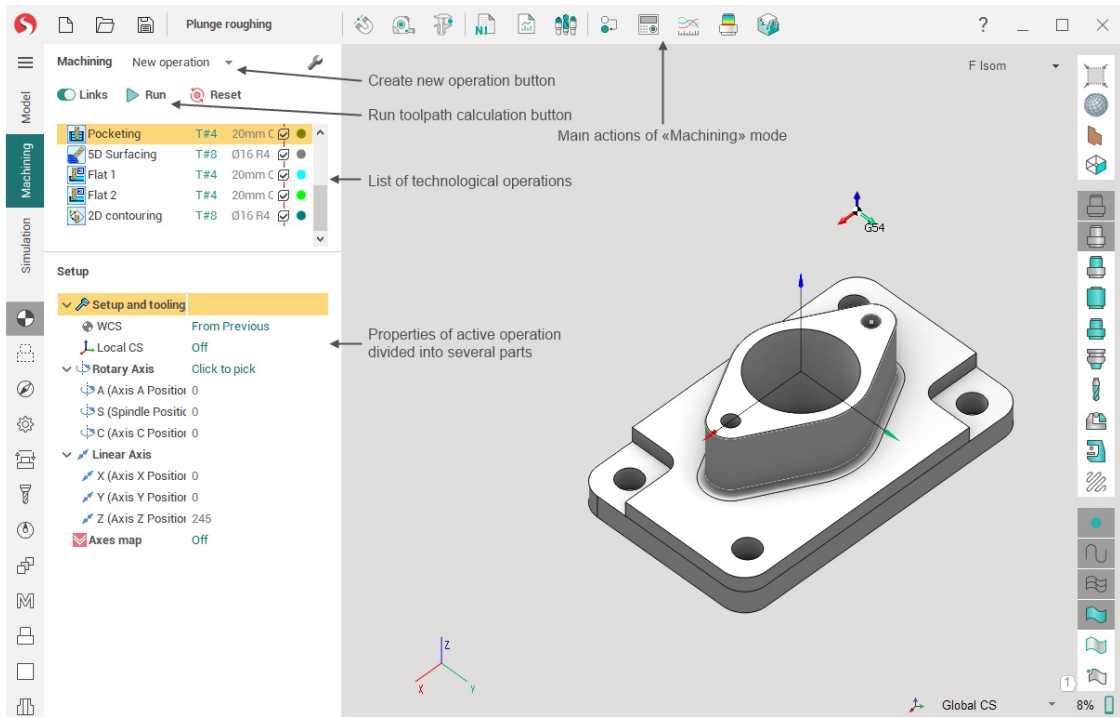 Plunge roughing
N.I
?
Machining New operation
F Isom
Links Run Reset
Create new operation button
Run toolpath calculation button
Main actions of «Machining» mode
Model
Machining
Simulation
Pocketing T#4 20mm C
5D Surfacing T#8 Ø16 R4
Flat 1 T#4 20mm C
Flat 2 T#4 20mm C
2D contouring T#8 Ø16 R4
List of technological operations
G54
Setup
Setup and tooling
WCS From Previous
Local CS Off
Rotary Axis Click to pick
A (Axis A Position 0
S (Spindle Positic 0
C (Axis C Position 0
Linear Axis
X (Axis X Position 0
Y (Axis Y Position 0
Z (Axis Z Position 245
Axes map Off
Properties of active operation
divided into several parts
M
Z
X
Y
1
Global CS
8%